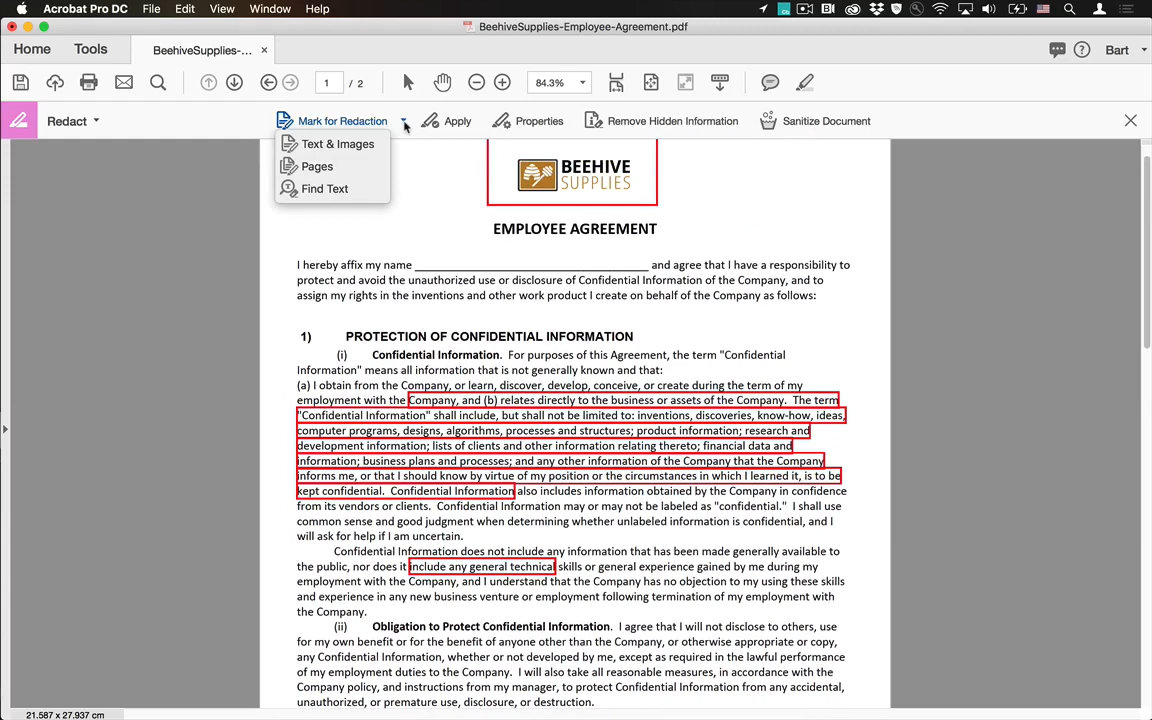 Acrobat Pro DC File Edit View Window Help
BeehiveSupplies-Employee-Agreement.pdf
Home Tools BeehiveSupplies-... × Bart
1 / 2 84.3%
Redact Mark for Redaction Apply Properties Remove Hidden Information Sanitize Document
Text & Images
Pages
Find Text
BEEHIVE
SUPPLIES
EMPLOYEE AGREEMENT
I hereby affix my name ______________________________ and agree that I have a responsibility to
protect and avoid the unauthorized use or disclosure of Confidential Information of the Company, and to
assign my rights in the inventions and other work product I create on behalf of the Company as follows:
1) PROTECTION OF CONFIDENTIAL INFORMATION
(i) Confidential Information. For purposes of this Agreement, the term "Confidential
Information" means all information that is not generally known and that:
(a) I obtain from the Company, or learn, discover, develop, conceive, or create during the term of my
employment with the Company, and (b) relates directly to the business or assets of the Company. The term
"Confidential Information" shall include, but shall not be limited to: inventions, discoveries, know-how, ideas,
computer programs, designs, algorithms, processes and structures; product information; research and
development information; lists of clients and other information relating thereto; financial data and
information; business plans and processes; and any other information of the Company that the Company
informs me, or that I should know by virtue of my position or the circumstances in which I learned it, is to be
kept confidential. Confidential Information also includes information obtained by the Company in confidence
from its vendors or clients. Confidential Information may or may not be labeled as "confidential." I shall use
common sense and good judgment when determining whether unlabeled information is confidential, and I
will ask for help if I am uncertain.
Confidential Information does not include any information that has been made generally available to
the public, nor does it include any general technical skills or general experience gained by me during my
employment with the Company, and I understand that the Company has no objection to my using these skills
and experience in any new business venture or employment following termination of my employment with
the Company.
(ii) Obligation to Protect Confidential Information. I agree that I will not disclose to others, use
for my own benefit or for the benefit of anyone other than the Company, or otherwise appropriate or copy,
any Confidential Information, whether or not developed by me, except as required in the lawful performance
of my employment duties to the Company. I will also take all reasonable measures, in accordance with the
Company policy, and instructions from my manager, to protect Confidential Information from any accidental,
unauthorized, or premature use, disclosure, or destruction.
21.587 x 27.937 cm